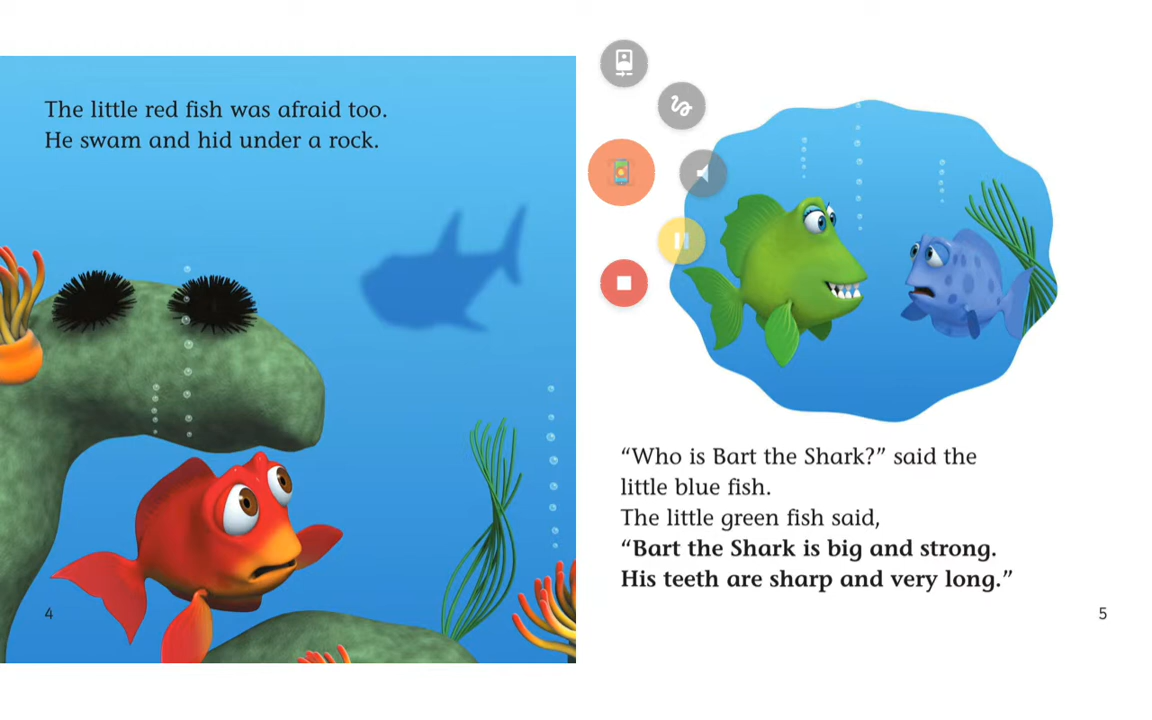 The little red fish was afraid too.
He swam and hid under a rock.
4
“Who is Bart the Shark?” said the
little blue fish.
The little green fish said,
“Bart the Shark is big and strong.
His teeth are sharp and very long.”
5